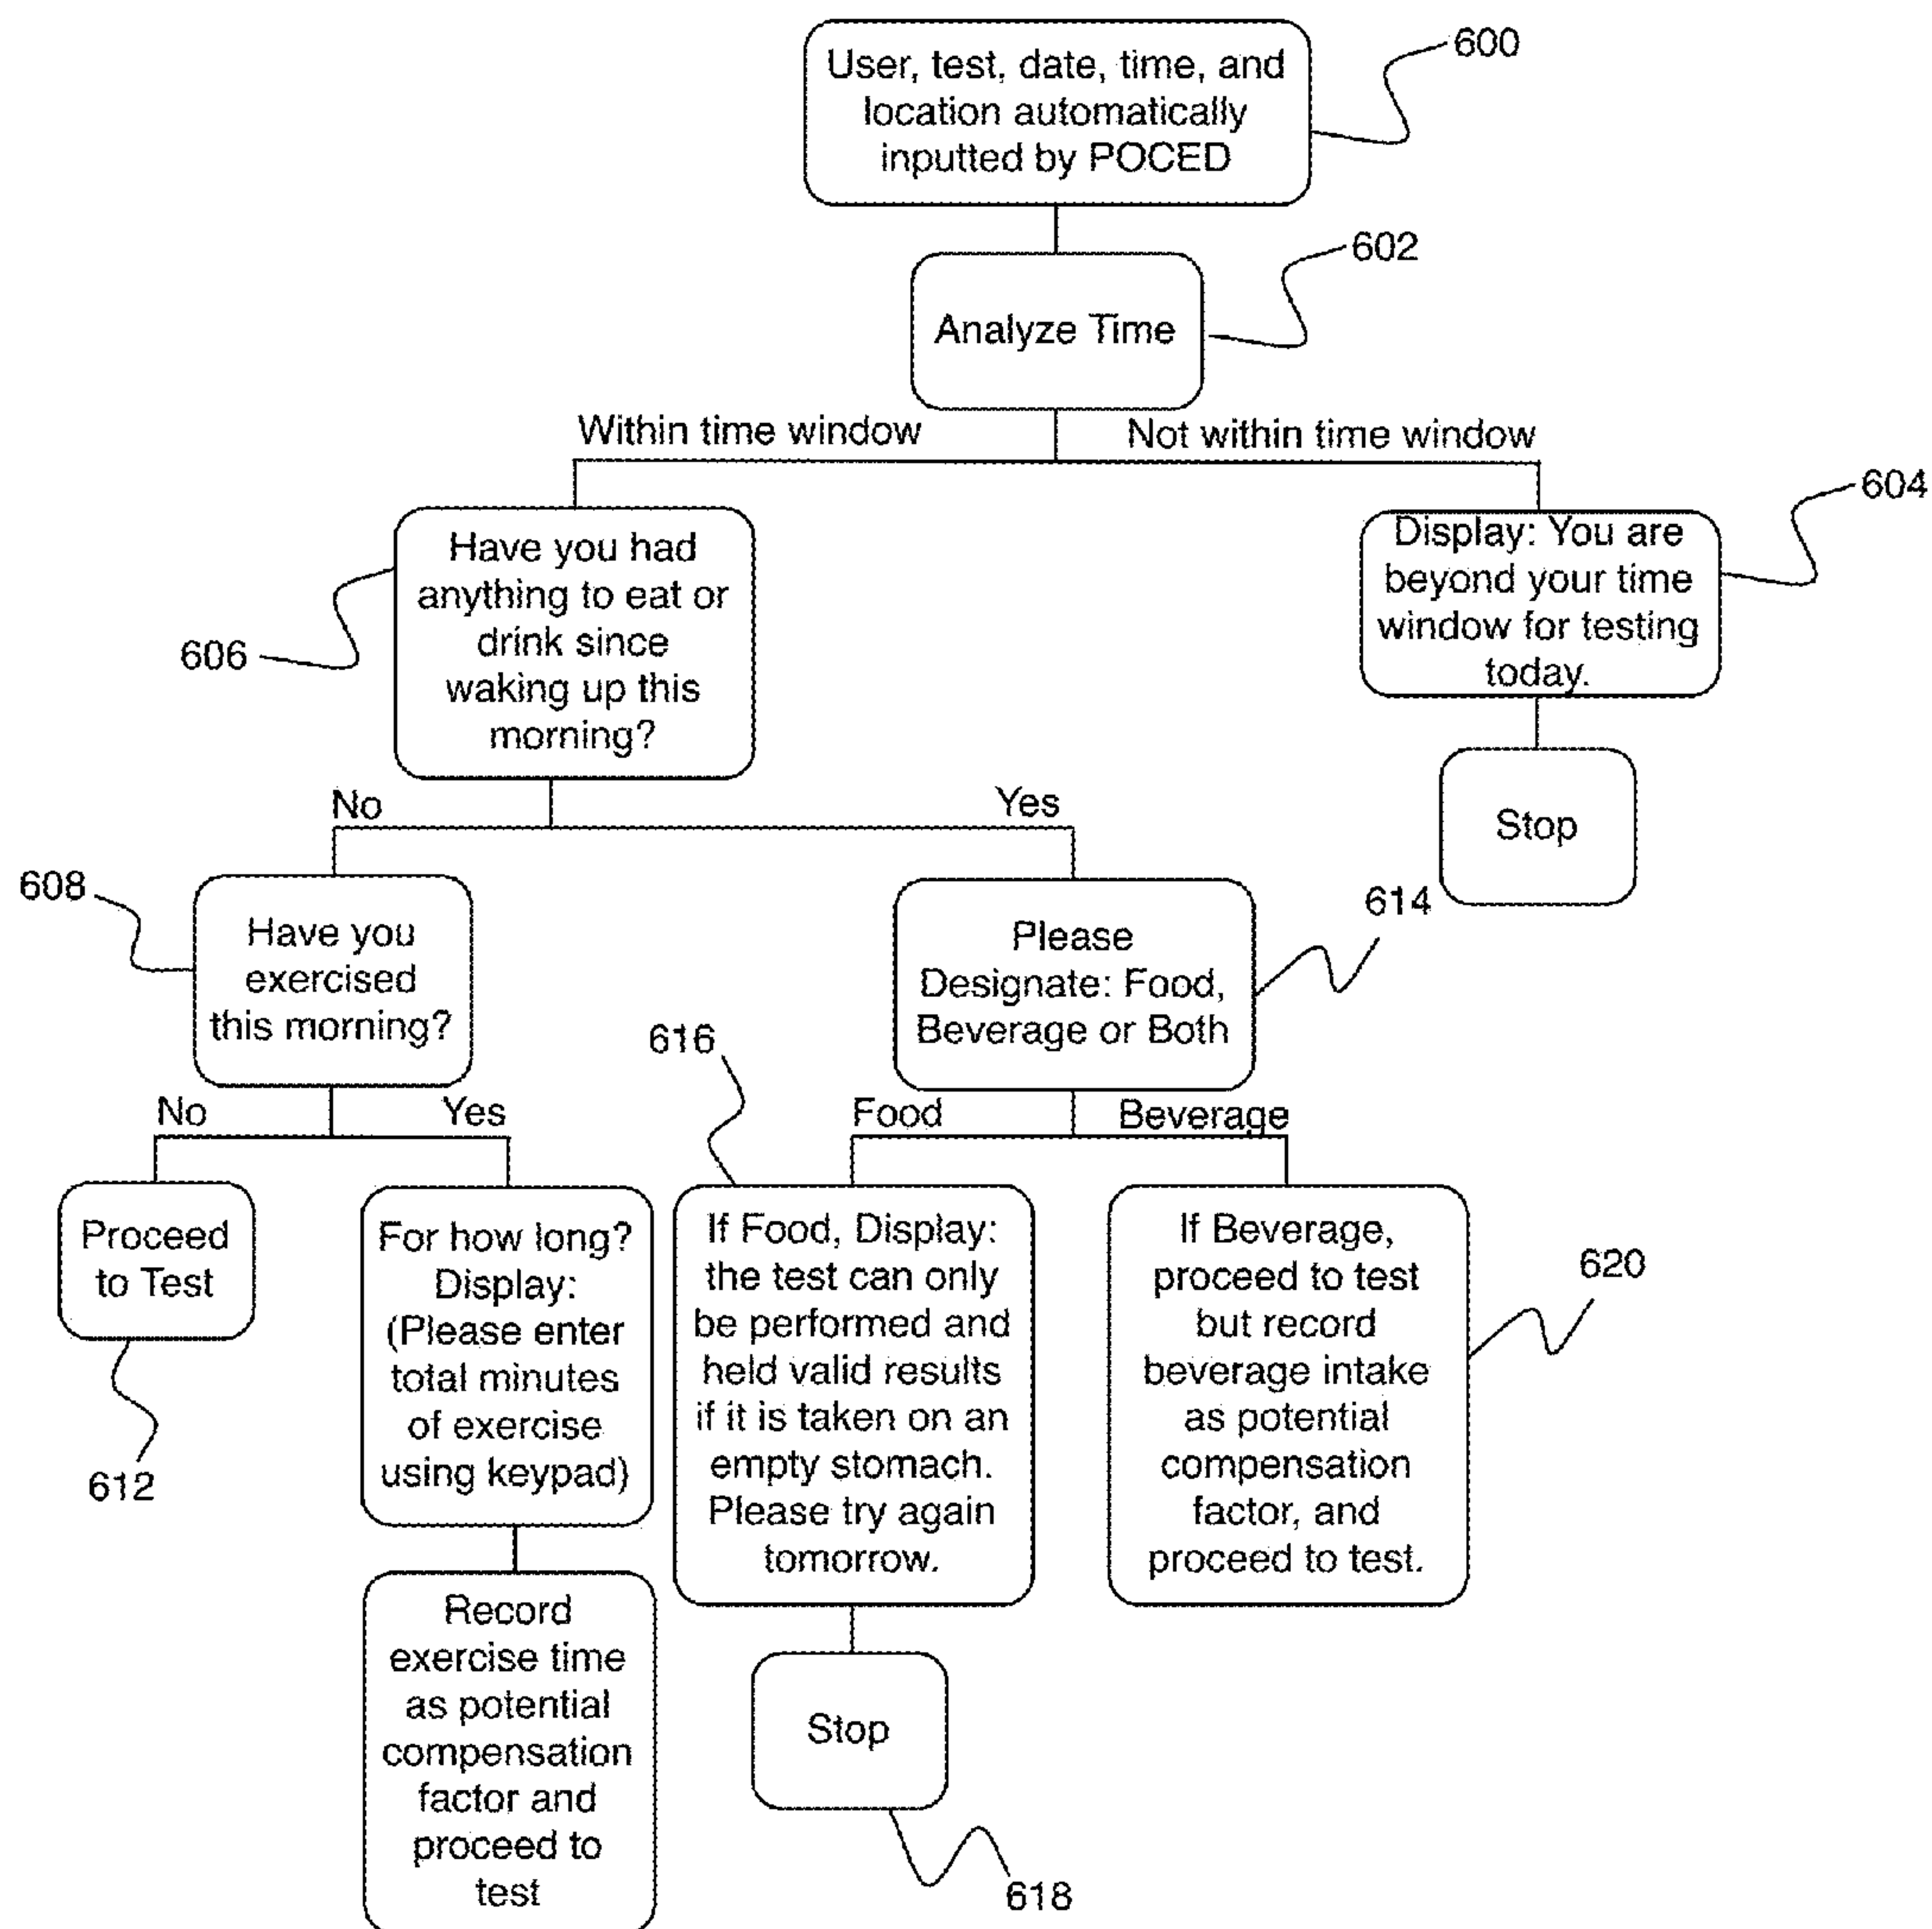 User, test, date, time, and
location automatically
inputted by POCED
600
Analyze Time
602
Within time window
Not within time window
Have you had
anything to eat or
drink since
waking up this
morning?
606
Display: You are
beyond your time
window for testing
today.
604
Stop
No
Yes
608
Have you
exercised
this morning?
Please
Designate: Food,
Beverage or Both
614
No
Yes
Food
Beverage
Proceed
to Test
612
For how long?
Display:
(Please enter
total minutes
of exercise
using keypad)
616
If Food, Display:
the test can only
be performed and
held valid results
if it is taken on an
empty stomach.
Please try again
tomorrow.
If Beverage,
proceed to test
but record
beverage intake
as potential
compensation
factor, and
proceed to test.
620
Record
exercise time
as potential
compensation
factor and
proceed to
test
Stop
618